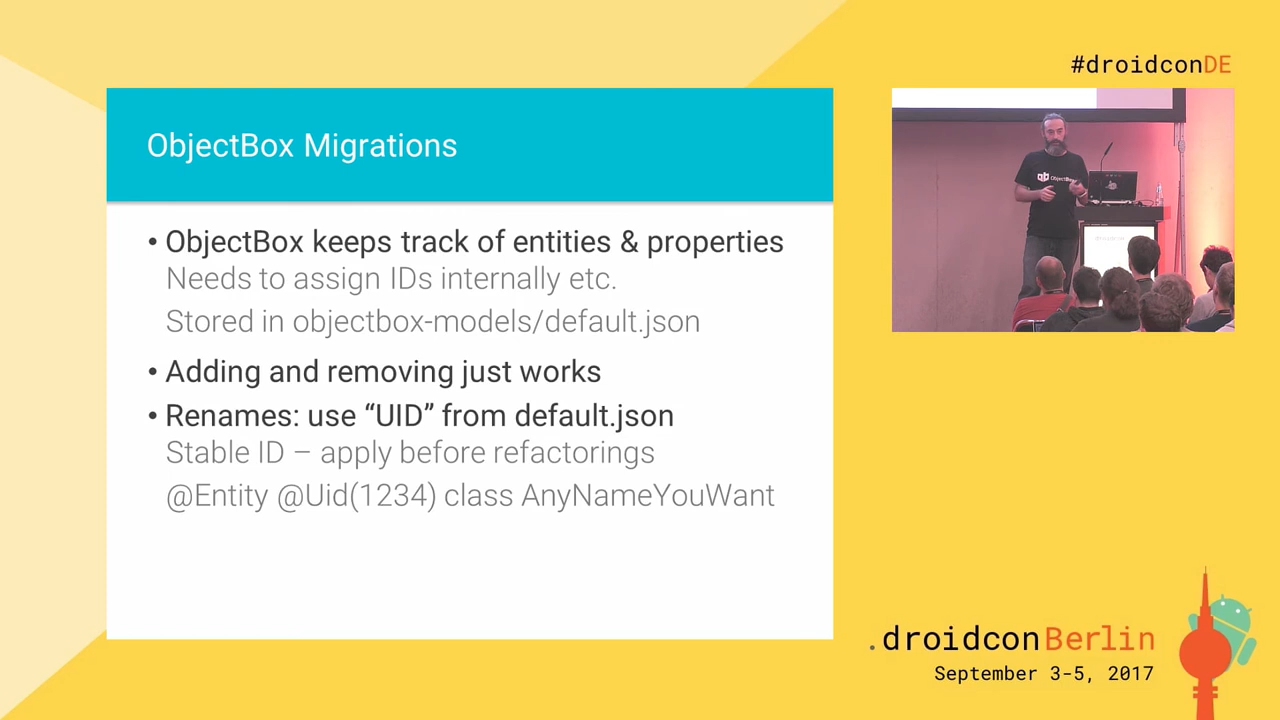 #droidconDE
ObjectBox Migrations
• ObjectBox keeps track of entities & properties
Needs to assign IDs internally etc.
Stored in objectbox-models/default.json
• Adding and removing just works
• Renames: use “UID” from default.json
Stable ID – apply before refactorings
@Entity @Uid(1234) class AnyNameYouWant
ObjectBox
.droidconBerlin
September 3-5, 2017